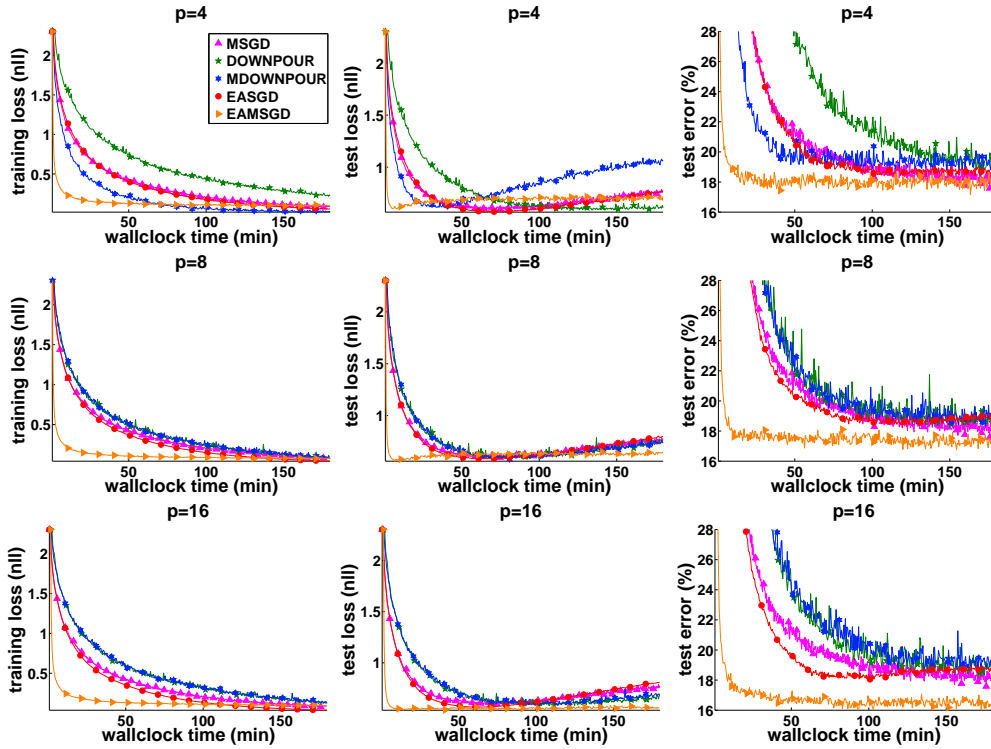 p=4
training loss (nll)
2
1.5
1
0.5
50
100
150
wallclock time (min)
MSGD
DOWNPOUR
MDOWNPOUR
EASGD
EAMSGD
p=4
test loss (nll)
2
1.5
1
50
100
150
wallclock time (min)
p=4
test error (%)
28
26
24
22
20
18
16
50
100
150
wallclock time (min)
p=8
training loss (nll)
2
1.5
1
0.5
50
100
150
wallclock time (min)
p=8
test loss (nll)
2
1.5
1
50
100
150
wallclock time (min)
p=8
test error (%)
28
26
24
22
20
18
16
50
100
150
wallclock time (min)
p=16
training loss (nll)
2
1.5
1
0.5
50
100
150
wallclock time (min)
p=16
test loss (nll)
2
1.5
1
50
100
150
wallclock time (min)
p=16
test error (%)
28
26
24
22
20
18
16
50
100
150
wallclock time (min)